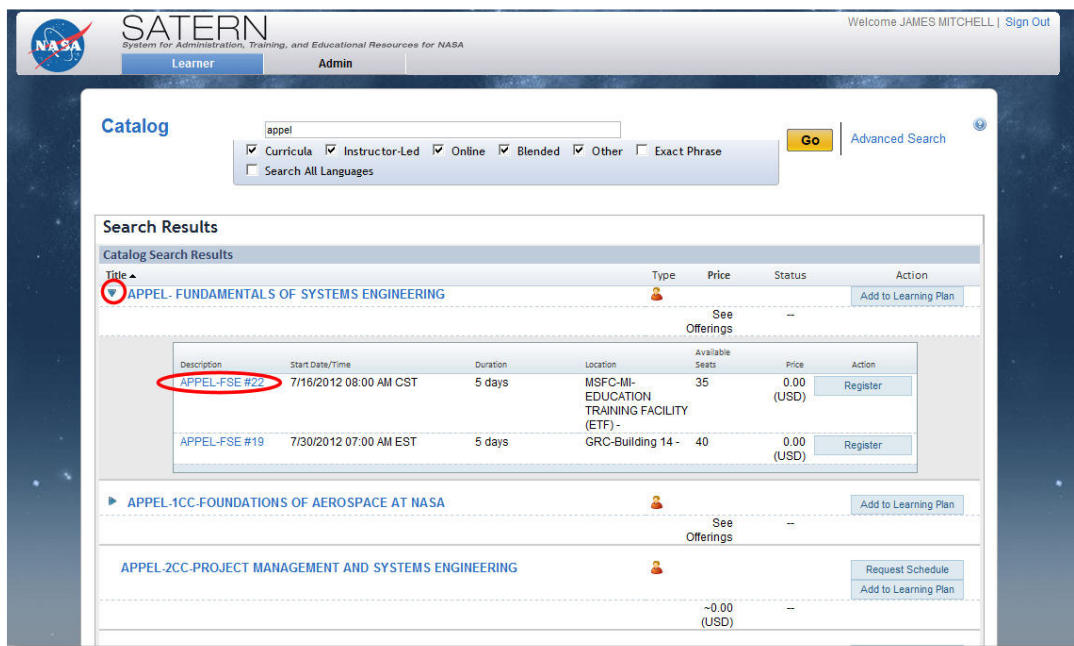 Welcome JAMES MITCHELL | Sign Out
NASA
SATERN
System for Administration, Training, and Educational Resources for NASA
Learner Admin
Catalog
appel
Go
Advanced Search
Curricula Instructor-Led Online Blended Other Exact Phrase
Search All Languages
Search Results
Catalog Search Results
Title Type Price Status Action
APPEL- FUNDAMENTALS OF SYSTEMS ENGINEERING Add to Learning Plan
See --
Offerings
Available
Description Start Date/Time Duration Location Seats Price Action
APPEL-FSE #22 7/16/2012 08:00 AM CST 5 days MSFC-MI- 35 0.00 Register
EDUCATION (USD)
TRAINING FACILITY
(ETF) -
APPEL-FSE #19 7/30/2012 07:00 AM EST 5 days GRC-Building 14 - 40 0.00 Register
(USD)
APPEL-1CC-FOUNDATIONS OF AEROSPACE AT NASA Add to Learning Plan
See --
Offerings
APPEL-2CC-PROJECT MANAGEMENT AND SYSTEMS ENGINEERING Request Schedule
Add to Learning Plan
~0.00 --
(USD)